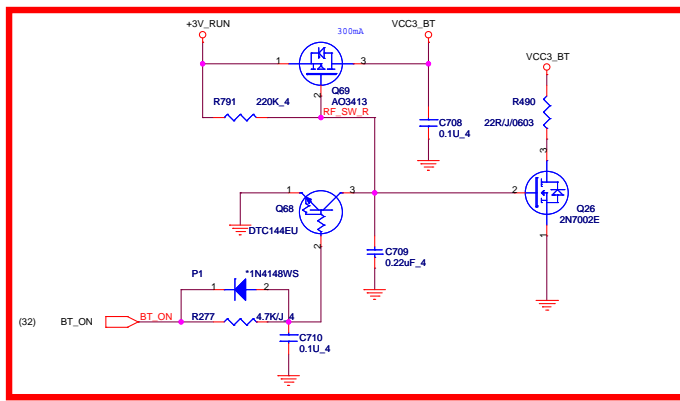 +3V_RUN
300mA
VCC3_BT
VCC3_BT
1
3
Q69
AO3413
2
R791
220K_4
RF_SW_R
C708
0.1U_4
R490
22R/J/0603
3
1
3
Q68
DTC144EU
2
2
Q26
2N7002E
1
C709
0.22uF_4
P1
*1N4148WS
1
2
(32)
BT_ON
BT_ON
R277
4.7K/J_4
C710
0.1U_4